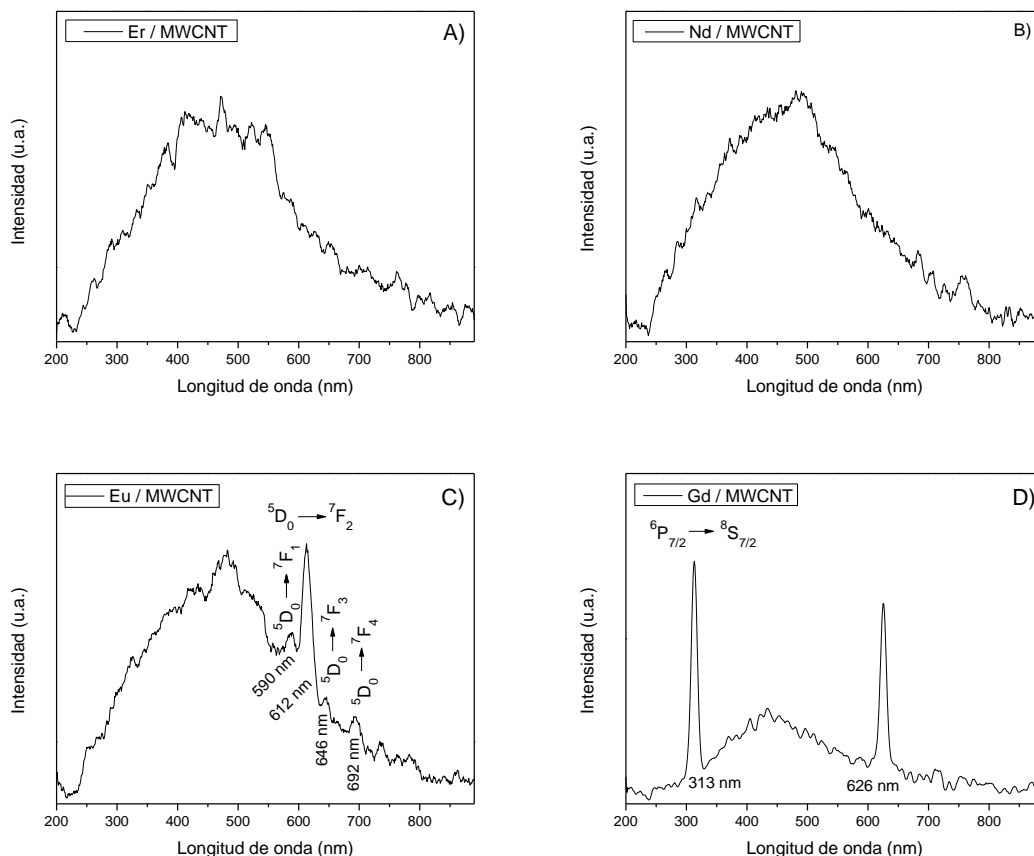 Er / MWCNT
A)
Intensidad (u.a.)
200 300 400 500 600 700 800
Longitud de onda (nm)
Nd / MWCNT
B)
Intensidad (u.a.)
200 300 400 500 600 700 800
Longitud de onda (nm)
Eu / MWCNT
C)
⁵D₀ → ⁷F₂
⁵D₀ → ⁷F₁
⁵D₀ → ⁷F₃
⁵D₀ → ⁷F₄
590 nm
612 nm
646 nm
692 nm
Intensidad (u.a.)
200 300 400 500 600 700 800
Longitud de onda (nm)
Gd / MWCNT
D)
⁶P₇/₂ → ⁸S₇/₂
313 nm
626 nm
Intensidad (u.a.)
200 300 400 500 600 700 800
Longitud de onda (nm)